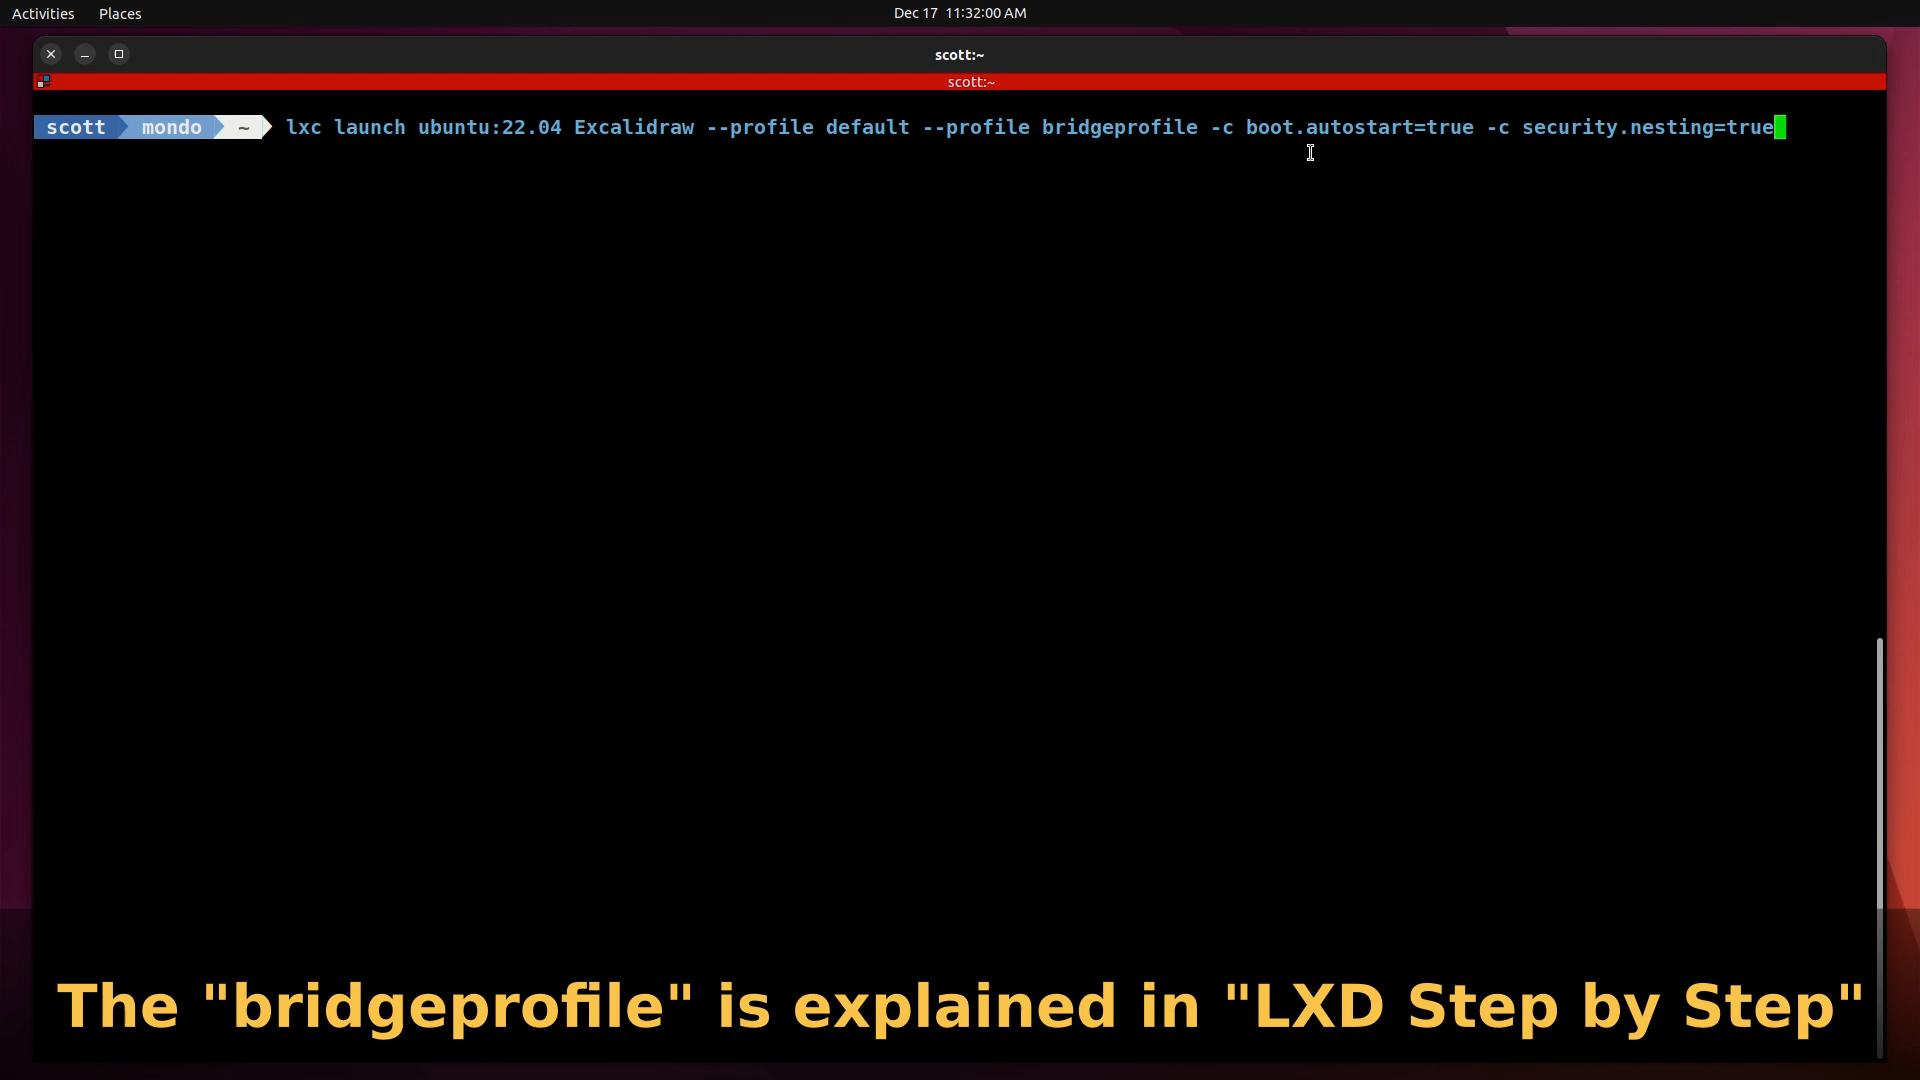 Activities Places Dec 17 11:32:00 AM
scott:~
scott:~
scott mondo ~ lxc launch ubuntu:22.04 Excalidraw --profile default --profile bridgeprofile -c boot.autostart=true -c security.nesting=true
The "bridgeprofile" is explained in "LXD Step by Step"